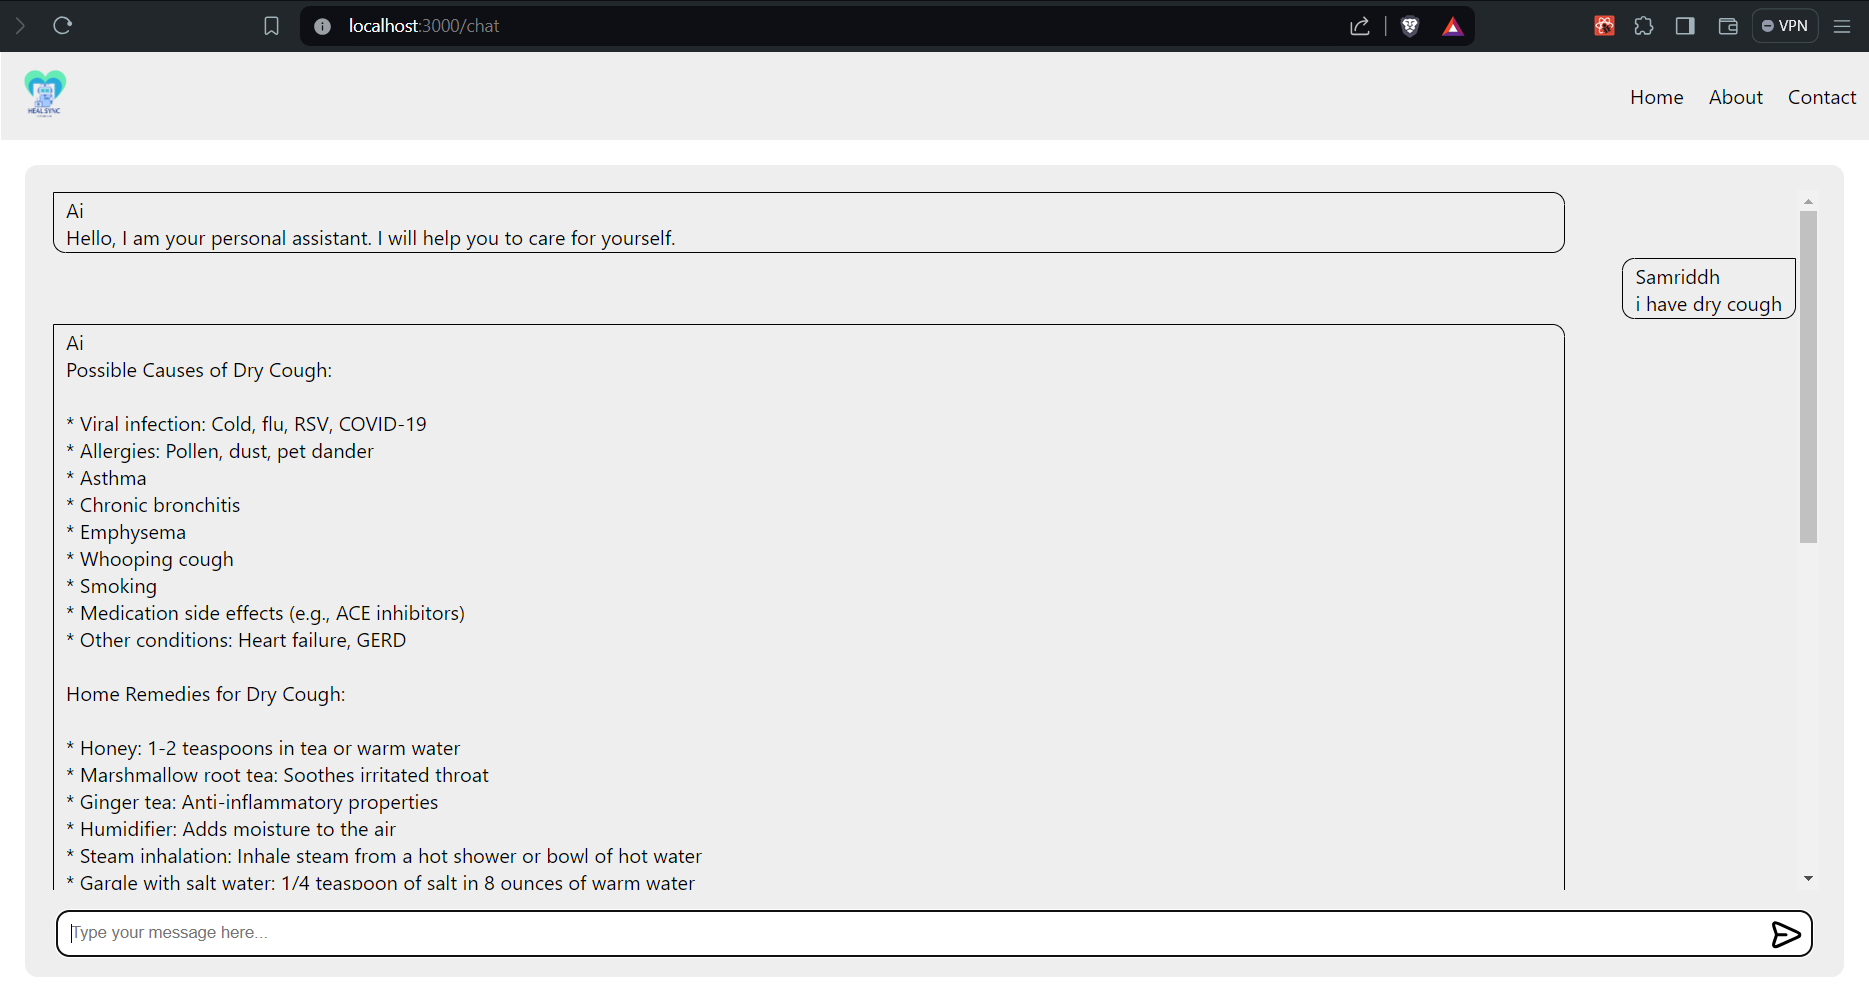 localhost:3000/chat
VPN
HEAL SYNC
Home About Contact
Ai
Hello, I am your personal assistant. I will help you to care for yourself.
Samriddh
i have dry cough
Ai
Possible Causes of Dry Cough:
* Viral infection: Cold, flu, RSV, COVID-19
* Allergies: Pollen, dust, pet dander
* Asthma
* Chronic bronchitis
* Emphysema
* Whooping cough
* Smoking
* Medication side effects (e.g., ACE inhibitors)
* Other conditions: Heart failure, GERD
Home Remedies for Dry Cough:
* Honey: 1-2 teaspoons in tea or warm water
* Marshmallow root tea: Soothes irritated throat
* Ginger tea: Anti-inflammatory properties
* Humidifier: Adds moisture to the air
* Steam inhalation: Inhale steam from a hot shower or bowl of hot water
* Gargle with salt water: 1/4 teaspoon of salt in 8 ounces of warm water
Type your message here...